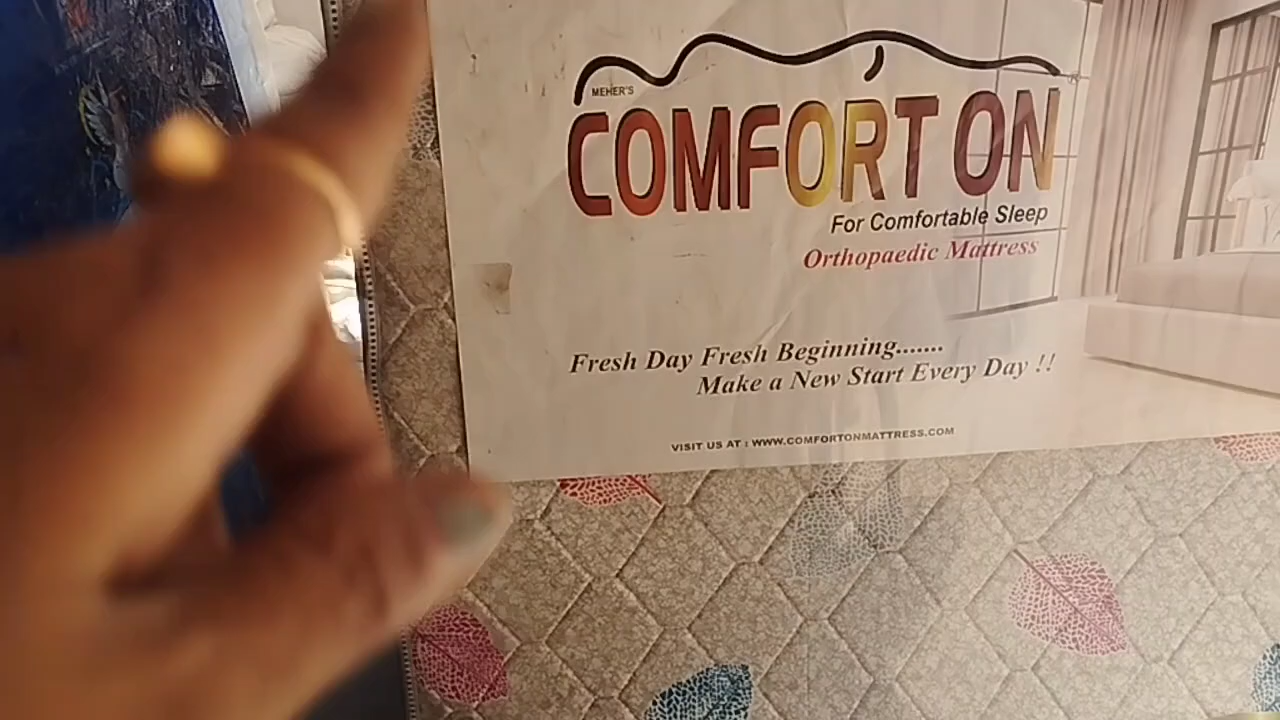 MEHER'S
COMFORT ON
For Comfortable Sleep
Orthopaedic Mattress
Fresh Day Fresh Beginning.......
Make a New Start Every Day !!
VISIT US AT : WWW.COMFORTONMATTRESS.COM